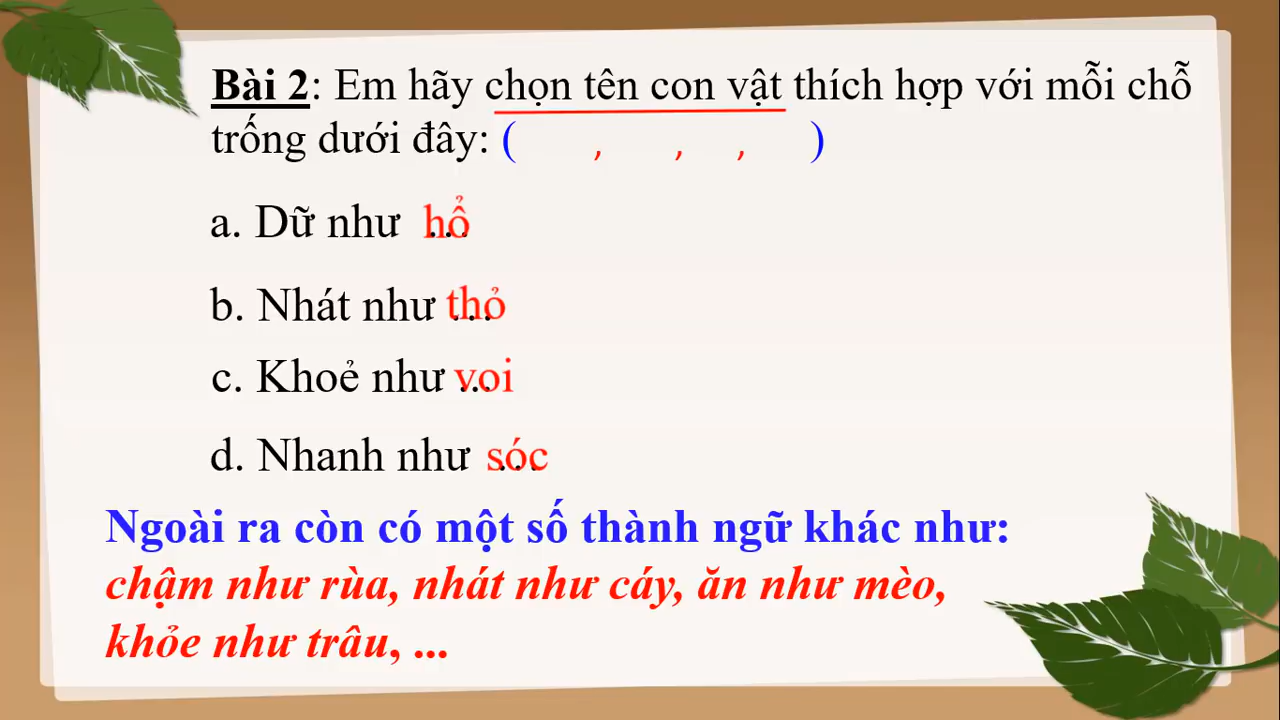 Bài 2: Em hãy chọn tên con vật thích hợp với mỗi chỗ
trống dưới đây: ( , , , )
a. Dữ như ... hổ
b. Nhát như ... thỏ
c. Khoẻ như ... voi
d. Nhanh như ... sóc
Ngoài ra còn có một số thành ngữ khác như:
chậm như rùa, nhát như cáy, ăn như mèo,
khỏe như trâu, ...